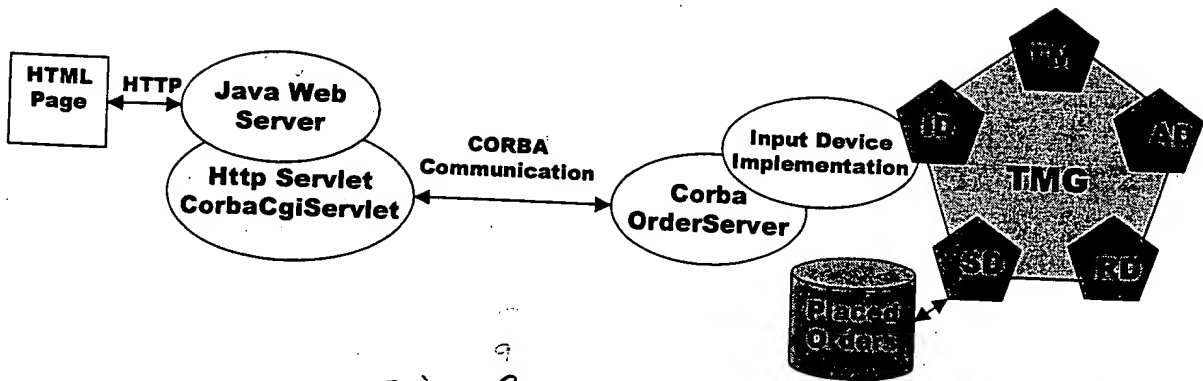 HTML
Page
HTTP
Java Web
Server
Http Servlet
CorbaCgiServlet
CORBA
Communication
Input Device
Implementation
Corba
OrderServer
ID
AD
TMG
SD
RD
Placed
Orders